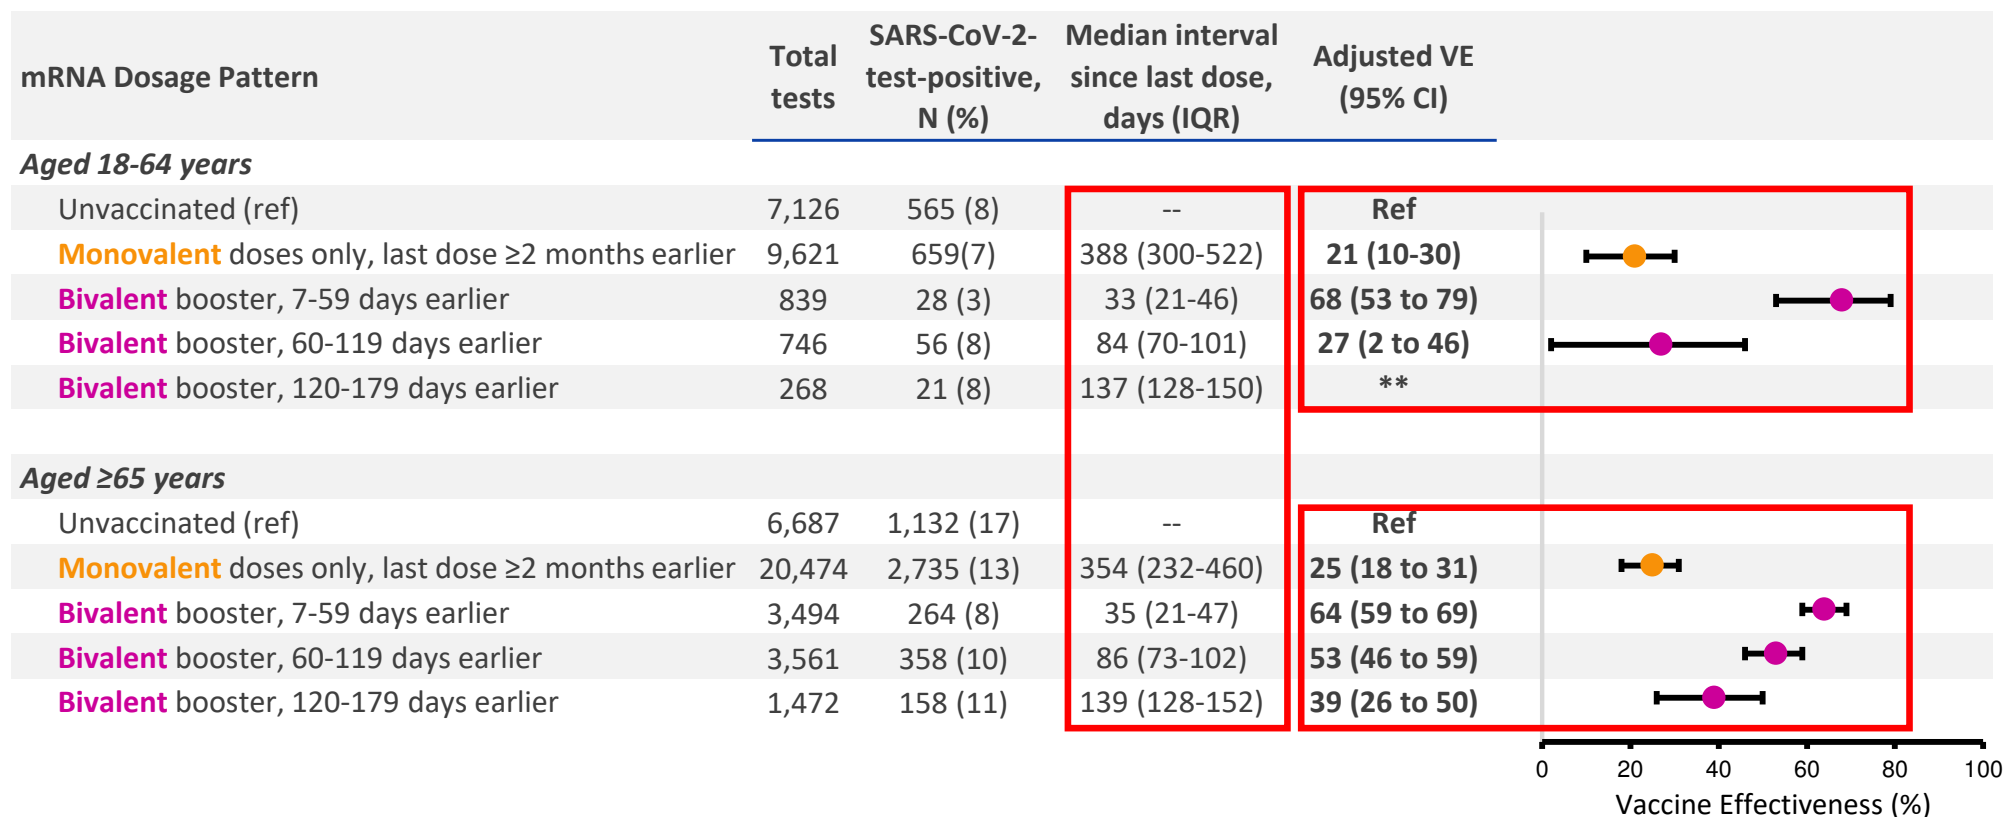 mRNA Dosage Pattern
Total tests
SARS-CoV-2-test-positive, N (%)
Median interval since last dose, days (IQR)
Adjusted VE (95% CI)
Aged 18-64 years
Unvaccinated (ref) 7,126 565 (8) -- Ref
Monovalent doses only, last dose ≥2 months earlier 9,621 659(7) 388 (300-522) 21 (10-30)
Bivalent booster, 7-59 days earlier 839 28 (3) 33 (21-46) 68 (53 to 79)
Bivalent booster, 60-119 days earlier 746 56 (8) 84 (70-101) 27 (2 to 46)
Bivalent booster, 120-179 days earlier 268 21 (8) 137 (128-150) **
Aged ≥65 years
Unvaccinated (ref) 6,687 1,132 (17) -- Ref
Monovalent doses only, last dose ≥2 months earlier 20,474 2,735 (13) 354 (232-460) 25 (18 to 31)
Bivalent booster, 7-59 days earlier 3,494 264 (8) 35 (21-47) 64 (59 to 69)
Bivalent booster, 60-119 days earlier 3,561 358 (10) 86 (73-102) 53 (46 to 59)
Bivalent booster, 120-179 days earlier 1,472 158 (11) 139 (128-152) 39 (26 to 50)
0 20 40 60 80 100
Vaccine Effectiveness (%)